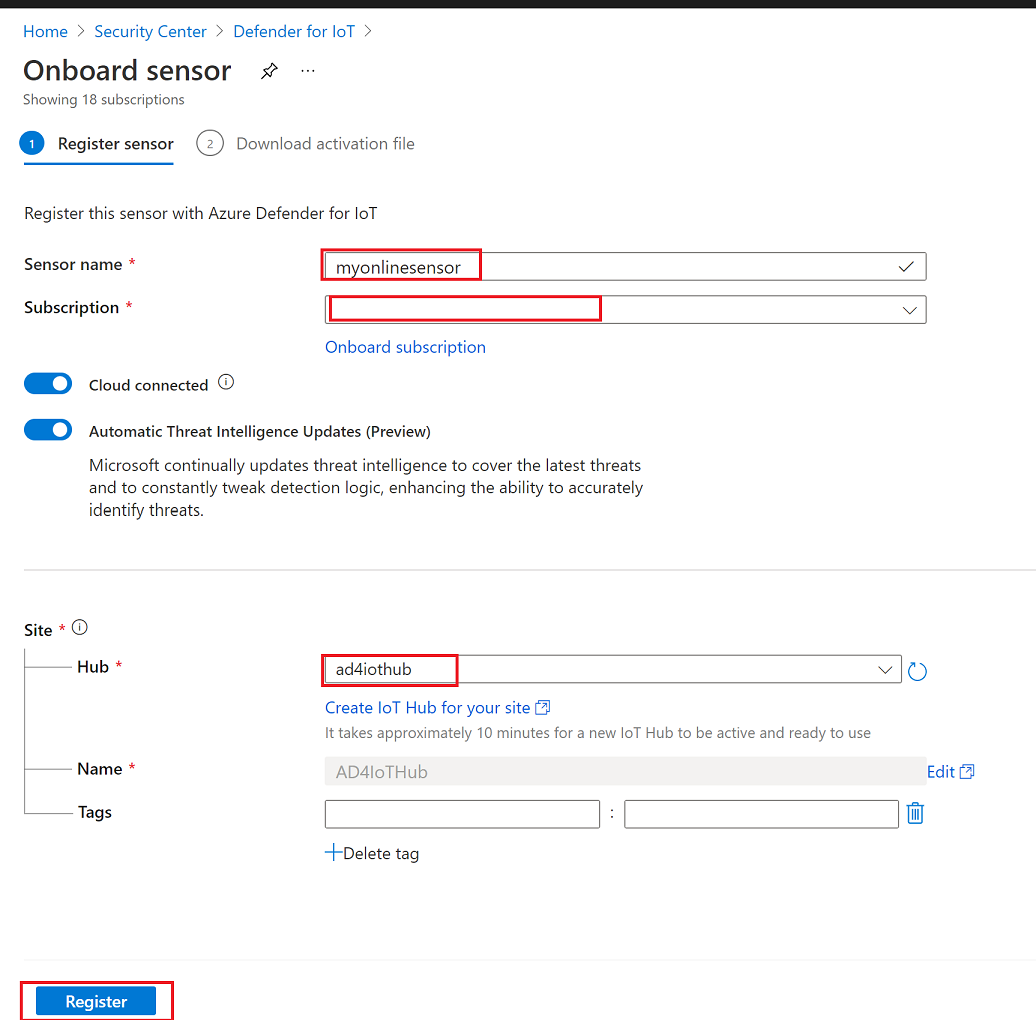 Home > Security Center > Defender for IoT >
Onboard sensor ...
Showing 18 subscriptions
1 Register sensor 2 Download activation file
Register this sensor with Azure Defender for IoT
Sensor name * myonlinesensor
Subscription *
Onboard subscription
Cloud connected
Automatic Threat Intelligence Updates (Preview)
Microsoft continually updates threat intelligence to cover the latest threats
and to constantly tweak detection logic, enhancing the ability to accurately
identify threats.
Site *
Hub * ad4iothub
Create IoT Hub for your site
It takes approximately 10 minutes for a new IoT Hub to be active and ready to use
Name * AD4IoTHub Edit
Tags :
+Delete tag
Register